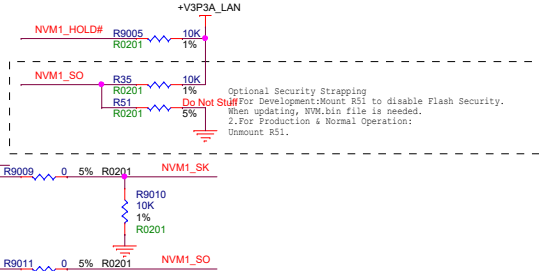 +V3P3A_LAN
NVM1_HOLD# R9005 10K
R0201 1%
NVM1_SO R35 10K
R0201 1%
R51 Do Not Stuff
R0201 5%
Optional Security Strapping
1.For Development:Mount R51 to disable Flash Security.
When updating, NVM.bin file is needed.
2.For Production & Normal Operation:
Unmount R51.
R9009 0 5% R0201 NVM1_SK
R9010
10K
1%
R0201
R9011 0 5% R0201 NVM1_SO